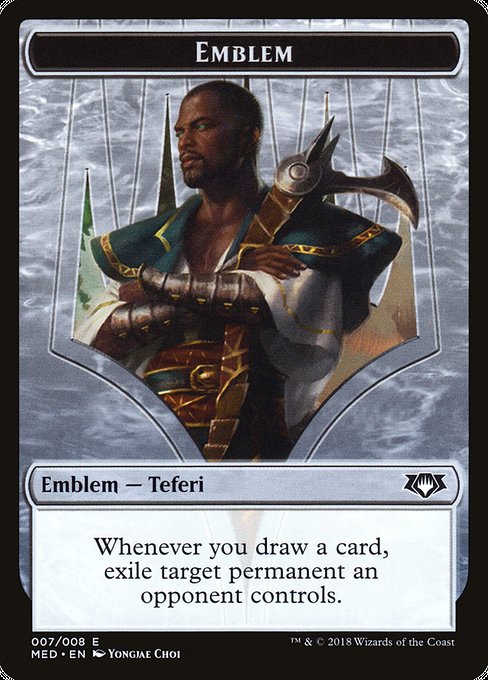 EMBLEM
Emblem — Teferi
Whenever you draw a card,
exile target permanent an
opponent controls.
007/008 E
MED • EN YONGJAE CHOI
™ & © 2018 Wizards of the Coast